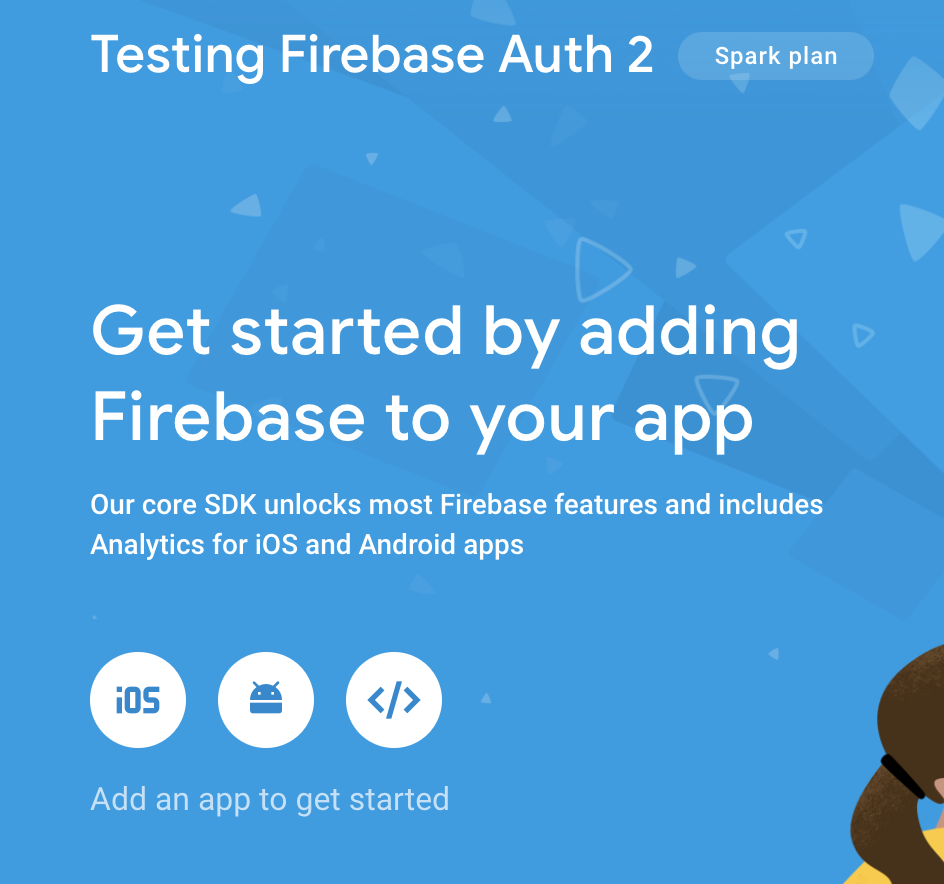 Testing Firebase Auth 2 Spark plan
Get started by adding
Firebase to your app
Our core SDK unlocks most Firebase features and includes
Analytics for iOS and Android apps
iOS </>
Add an app to get started